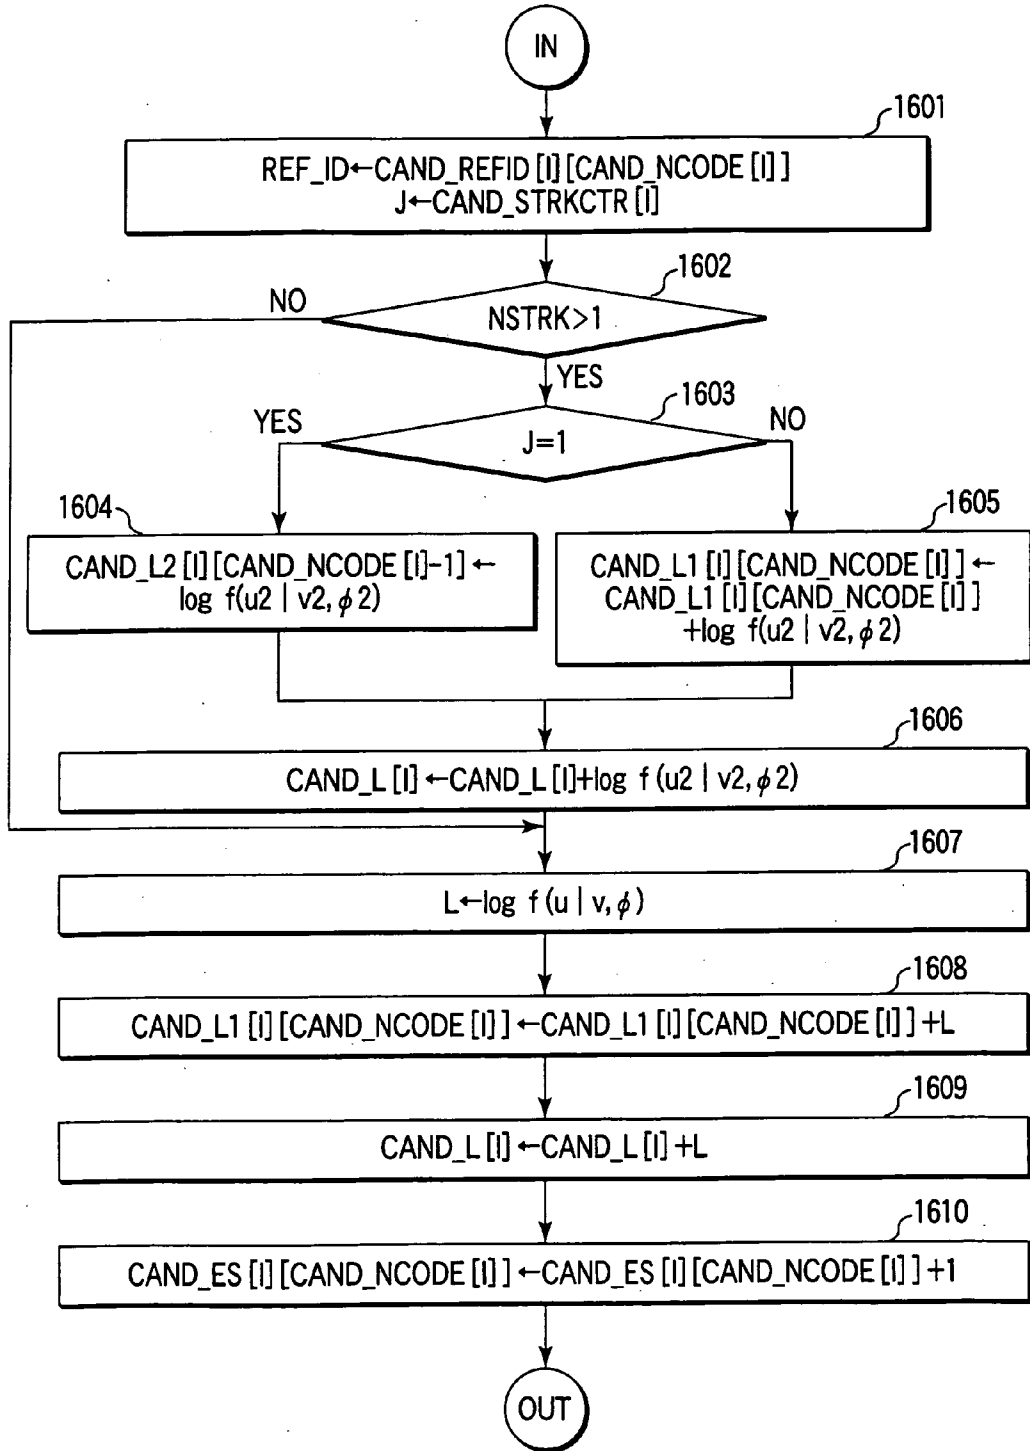 IN
1601
REF_ID←CAND_REFID[I][CAND_NCODE[I]]
J←CAND_STRKCTR[I]
1602
NO
NSTRK>1
YES
1603
YES
NO
J=1
1604
1605
CAND_L2[I][CAND_NCODE[I]-1]←
log f(u2 | v2, ϕ2)
CAND_L1[I][CAND_NCODE[I]]←
CAND_L1[I][CAND_NCODE[I]]
+log f(u2 | v2, ϕ2)
1606
CAND_L[I]←CAND_L[I]+log f(u2 | v2, ϕ2)
1607
L←log f(u | v, ϕ)
1608
CAND_L1[I][CAND_NCODE[I]]←CAND_L1[I][CAND_NCODE[I]]+L
1609
CAND_L[I]←CAND_L[I]+L
1610
CAND_ES[I][CAND_NCODE[I]]←CAND_ES[I][CAND_NCODE[I]]+1
OUT